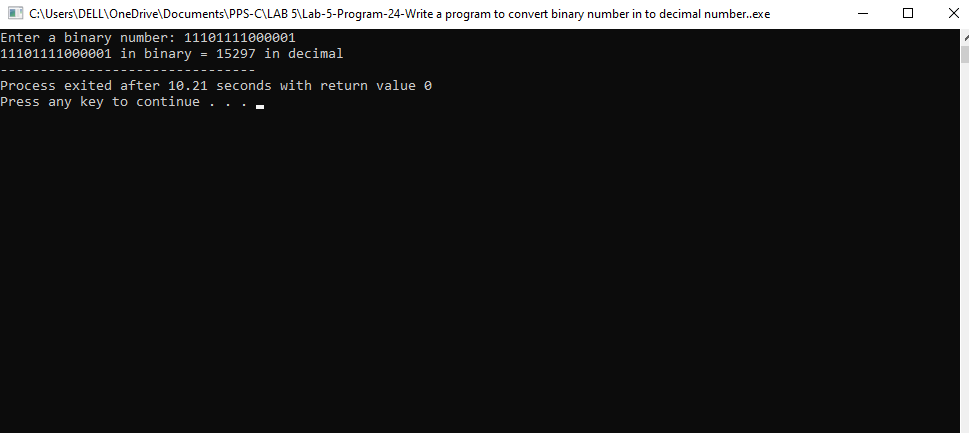 C:\Users\DELL\OneDrive\Documents\PPS-C\LAB 5\Lab-5-Program-24-Write a program to convert binary number in to decimal number..exe
Enter a binary number: 11101111000001
11101111000001 in binary = 15297 in decimal
--------------------------------
Process exited after 10.21 seconds with return value 0
Press any key to continue . . .